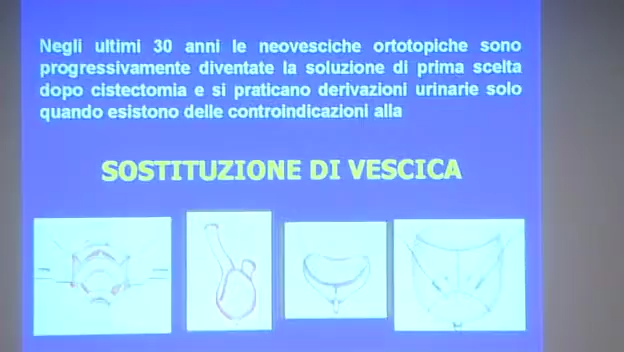 Negli ultimi 30 anni le neovesciche ortotopiche sono
progressivamente diventate la soluzione di prima scelta
dopo cistectomia e si praticano derivazioni urinarie solo
quando esistono delle controindicazioni alla
SOSTITUZIONE DI VESCICA